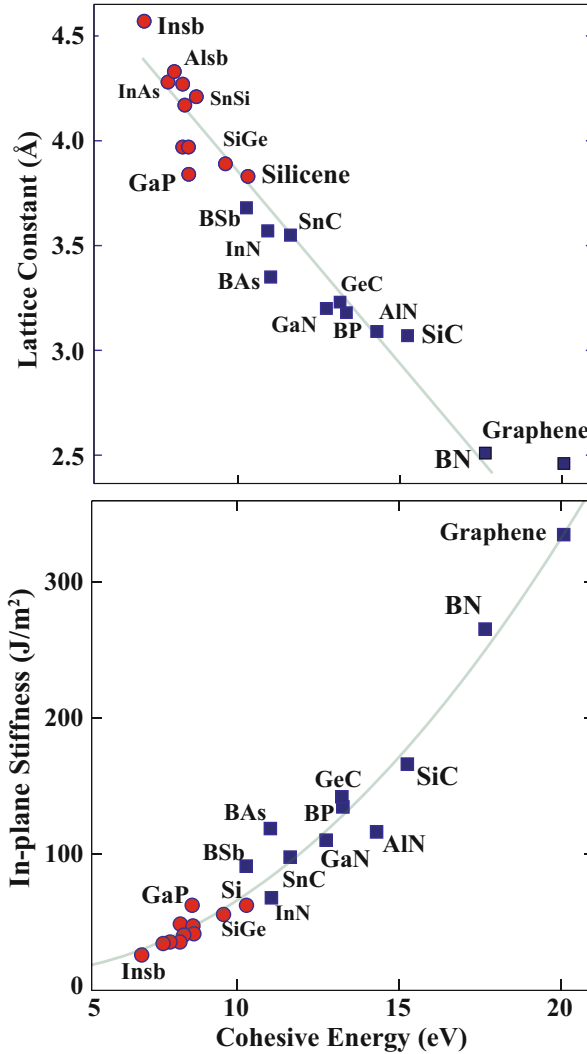 4.5
Insb
Alsb
InAs
SnSi
4.0
SiGe
GaP
Silicene
Lattice Constant (Å)
3.5
BSb
SnC
InN
BAs
GeC
3.0
GaN
BP
AlN
SiC
Graphene
2.5
BN
Graphene
300
BN
In-plane Stiffness (J/m²)
200
GeC
SiC
BAs
BP
AlN
100
BSb
GaN
SnC
GaP
Si
InN
SiGe
Insb
0
5
10
15
20
Cohesive Energy (eV)